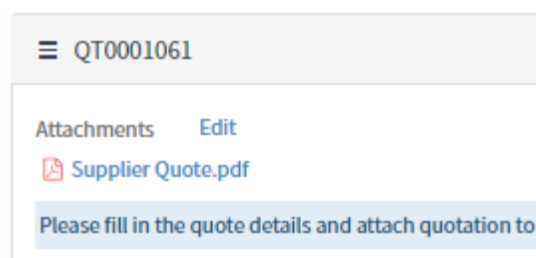 QT0001061
Attachments Edit
Supplier Quote.pdf
Please fill in the quote details and attach quotation to